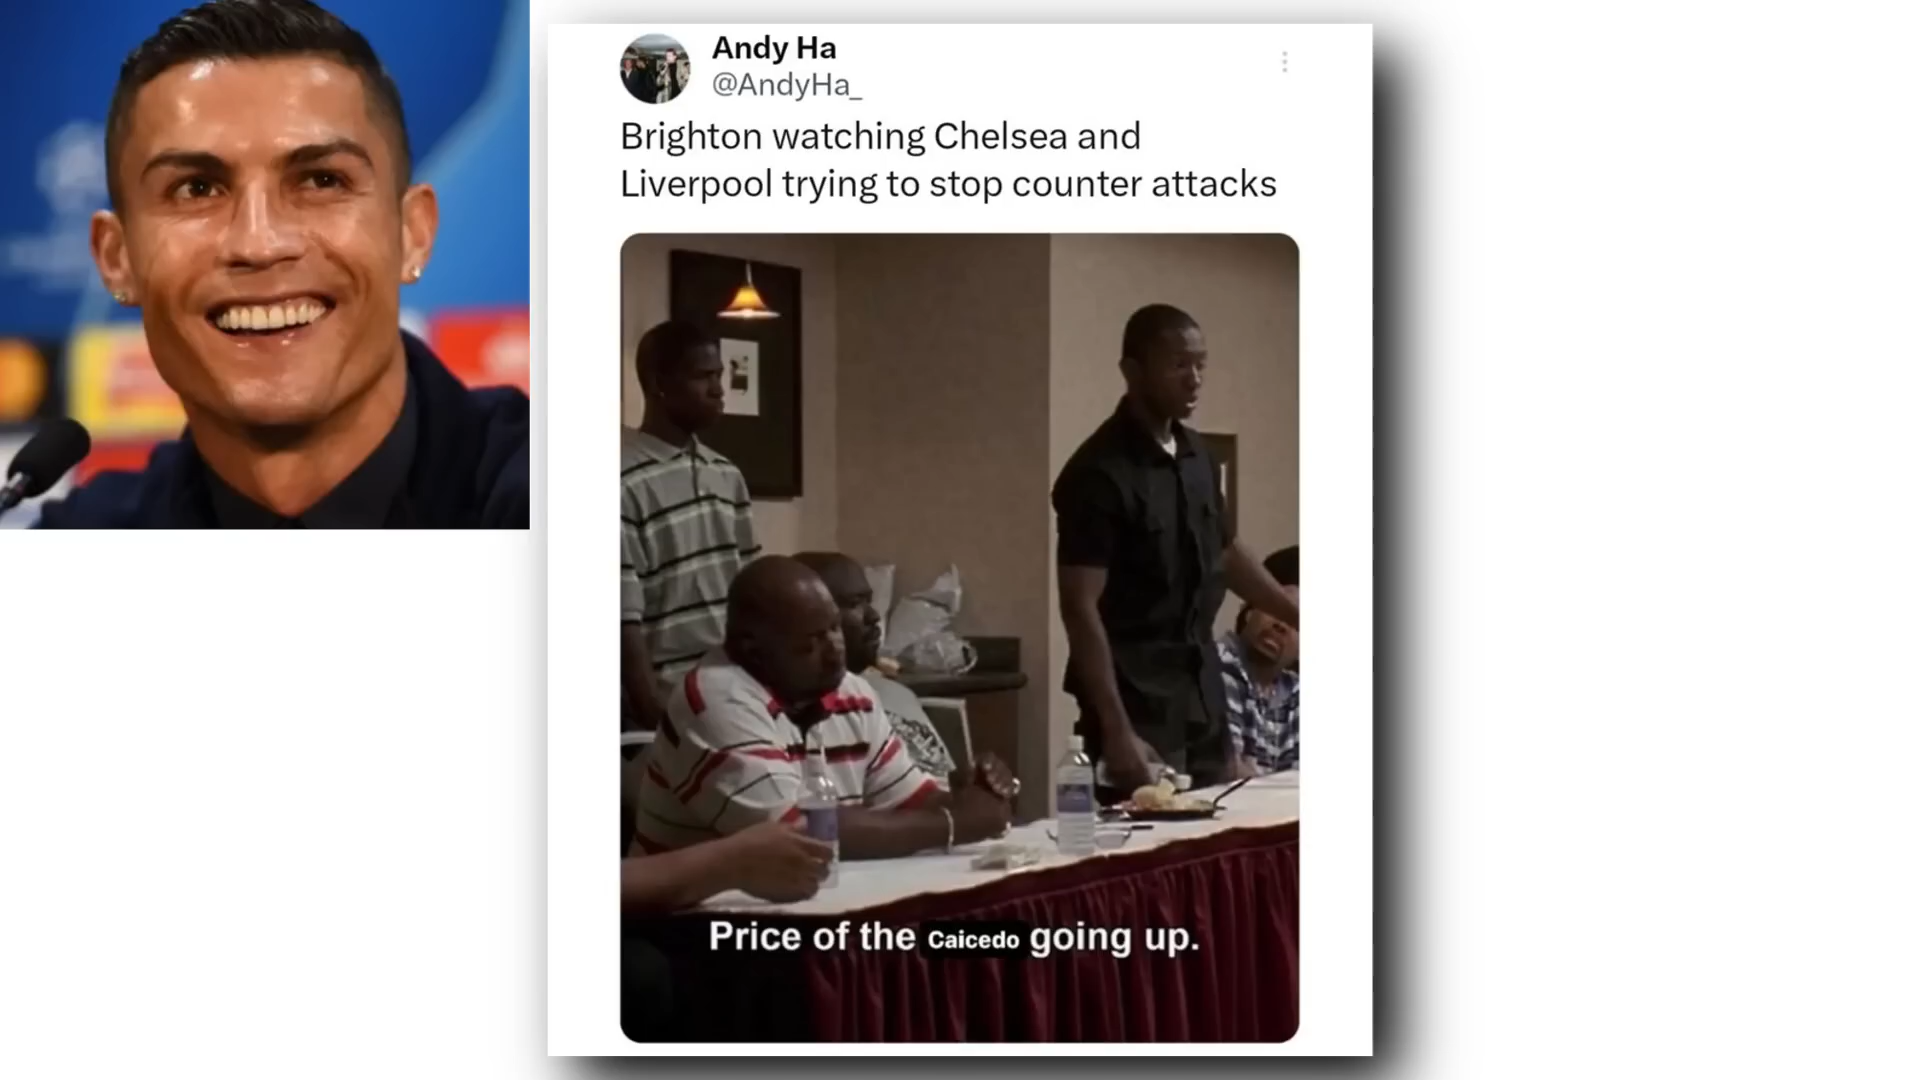 Andy Ha
@AndyHa_
Brighton watching Chelsea and
Liverpool trying to stop counter attacks
Price of the Caicedo going up.